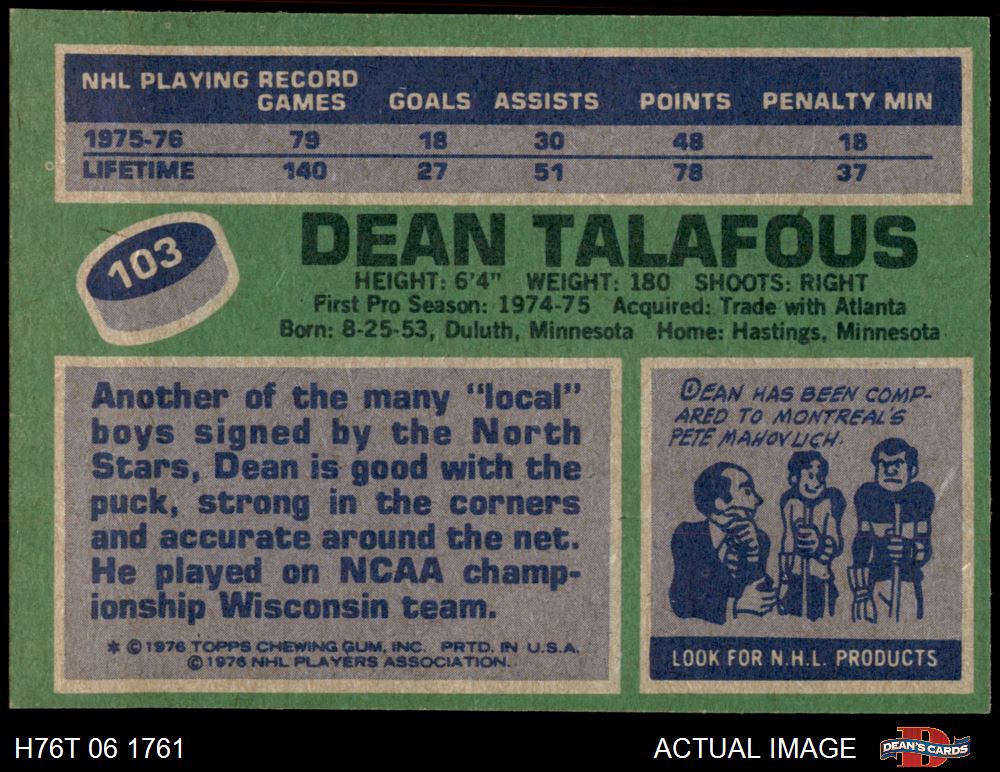 NHL PLAYING RECORD
GAMES GOALS ASSISTS POINTS PENALTY MIN
1975-76 79 18 30 48 18
LIFETIME 140 27 51 78 37
103
DEAN TALAFOUS
HEIGHT: 6'4" WEIGHT: 180 SHOOTS: RIGHT
First Pro Season: 1974-75 Acquired: Trade with Atlanta
Born: 8-25-53, Duluth, Minnesota Home: Hastings, Minnesota
Another of the many "local"
boys signed by the North
Stars, Dean is good with the
puck, strong in the corners
and accurate around the net.
He played on NCAA champ-
ionship Wisconsin team.
* © 1976 TOPPS CHEWING GUM, INC. PRTD. IN U.S.A.
© 1976 NHL PLAYERS ASSOCIATION.
DEAN HAS BEEN COMP-
ARED TO MONTREAL'S
PETE MAHOVLICH.
LOOK FOR N.H.L. PRODUCTS
H76T 06 1761
ACTUAL IMAGE
D
DEAN'S CARDS